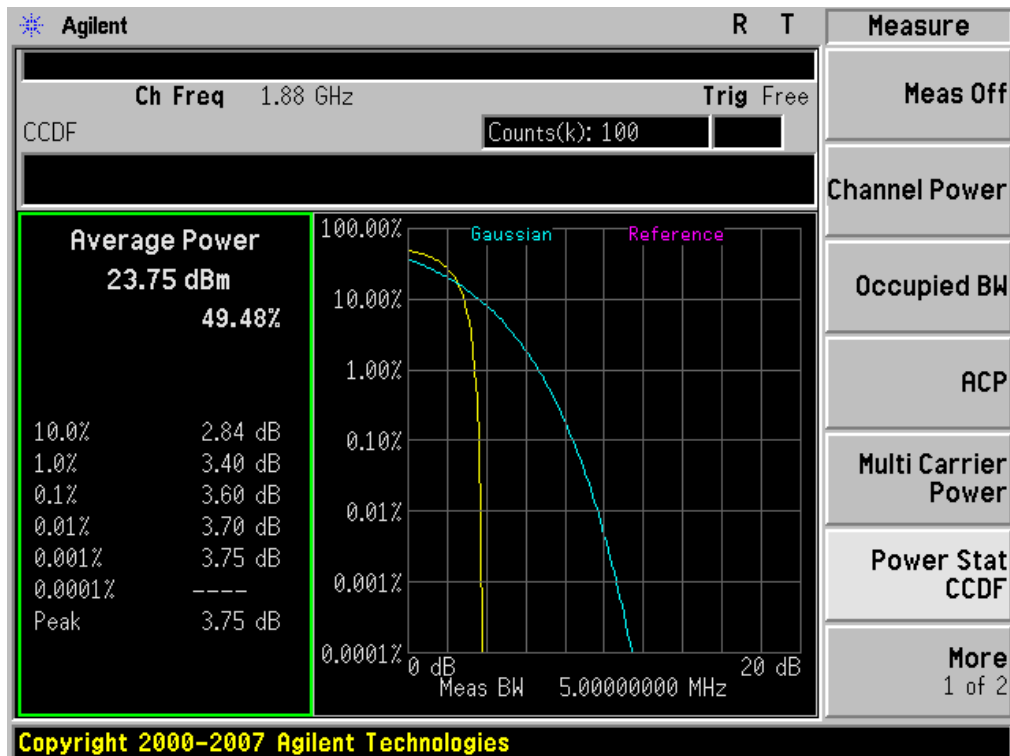 Agilent
R T
Measure
Ch Freq 1.88 GHz
Trig Free
CCDF
Counts(k): 100
Average Power
23.75 dBm
49.48%
10.0% 2.84 dB
1.0% 3.40 dB
0.1% 3.60 dB
0.01% 3.70 dB
0.001% 3.75 dB
0.0001% ----
Peak 3.75 dB
Gaussian
Reference
100.00%
10.00%
1.00%
0.10%
0.01%
0.001%
0.0001%
0 dB
20 dB
Meas BW 5.00000000 MHz
Meas Off
Channel Power
Occupied BW
ACP
Multi Carrier
Power
Power Stat
CCDF
More
1 of 2
Copyright 2000-2007 Agilent Technologies